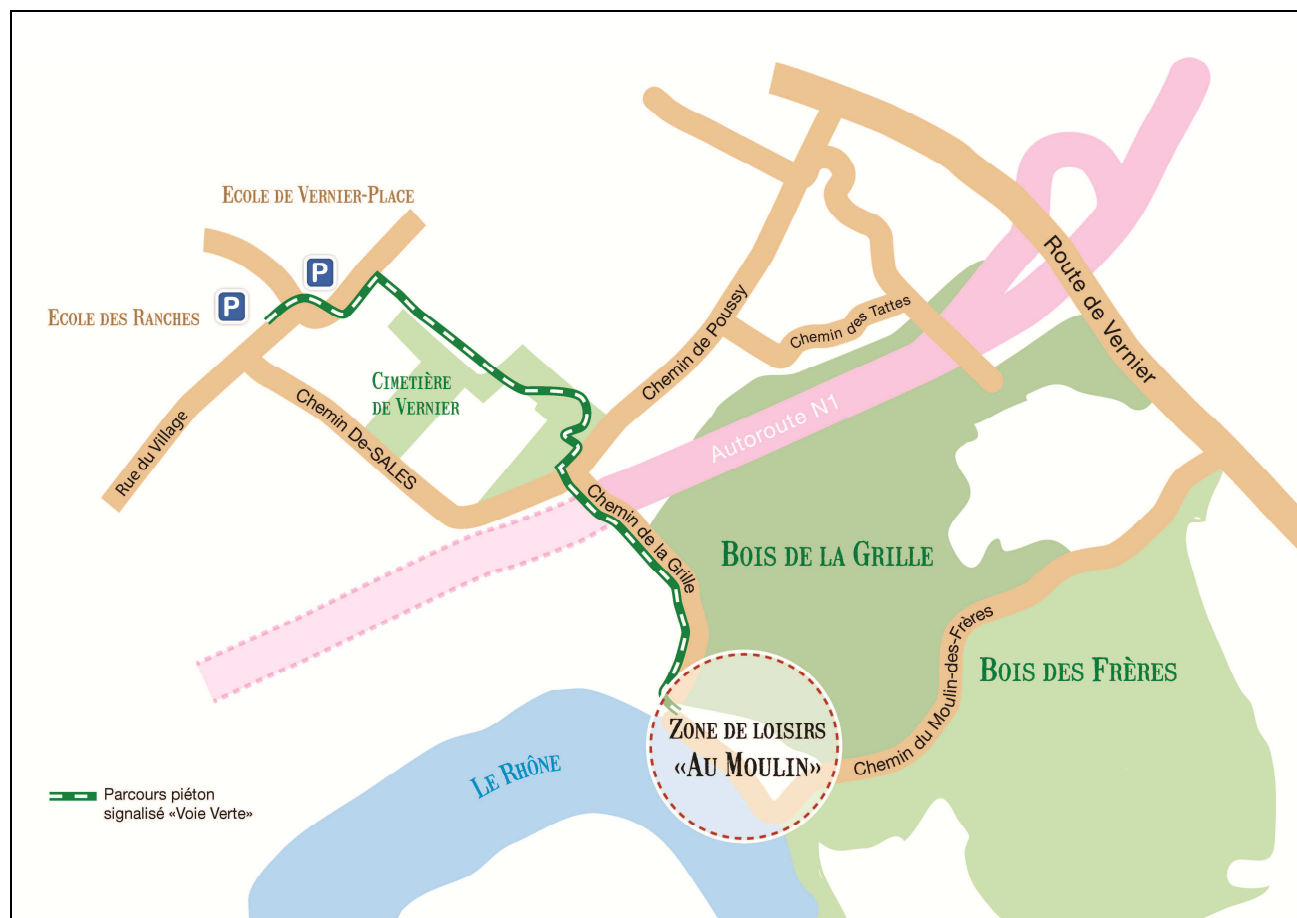 ECOLE DE VERNIER-PLACE
P
P
ECOLE DES RANCHES
Rue du Village
Chemin De-SALES
CIMETIÈRE
DE VERNIER
Chemin de Poussy
Chemin des Tattes
Route de Vernier
Autoroute N1
Chemin de la Grille
BOIS DE LA GRILLE
Chemin du Moulin-des-Frères
BOIS DES FRÈRES
ZONE DE LOISIRS
«AU MOULIN»
LE RHÔNE
Parcours piéton
signalisé «Voie Verte»